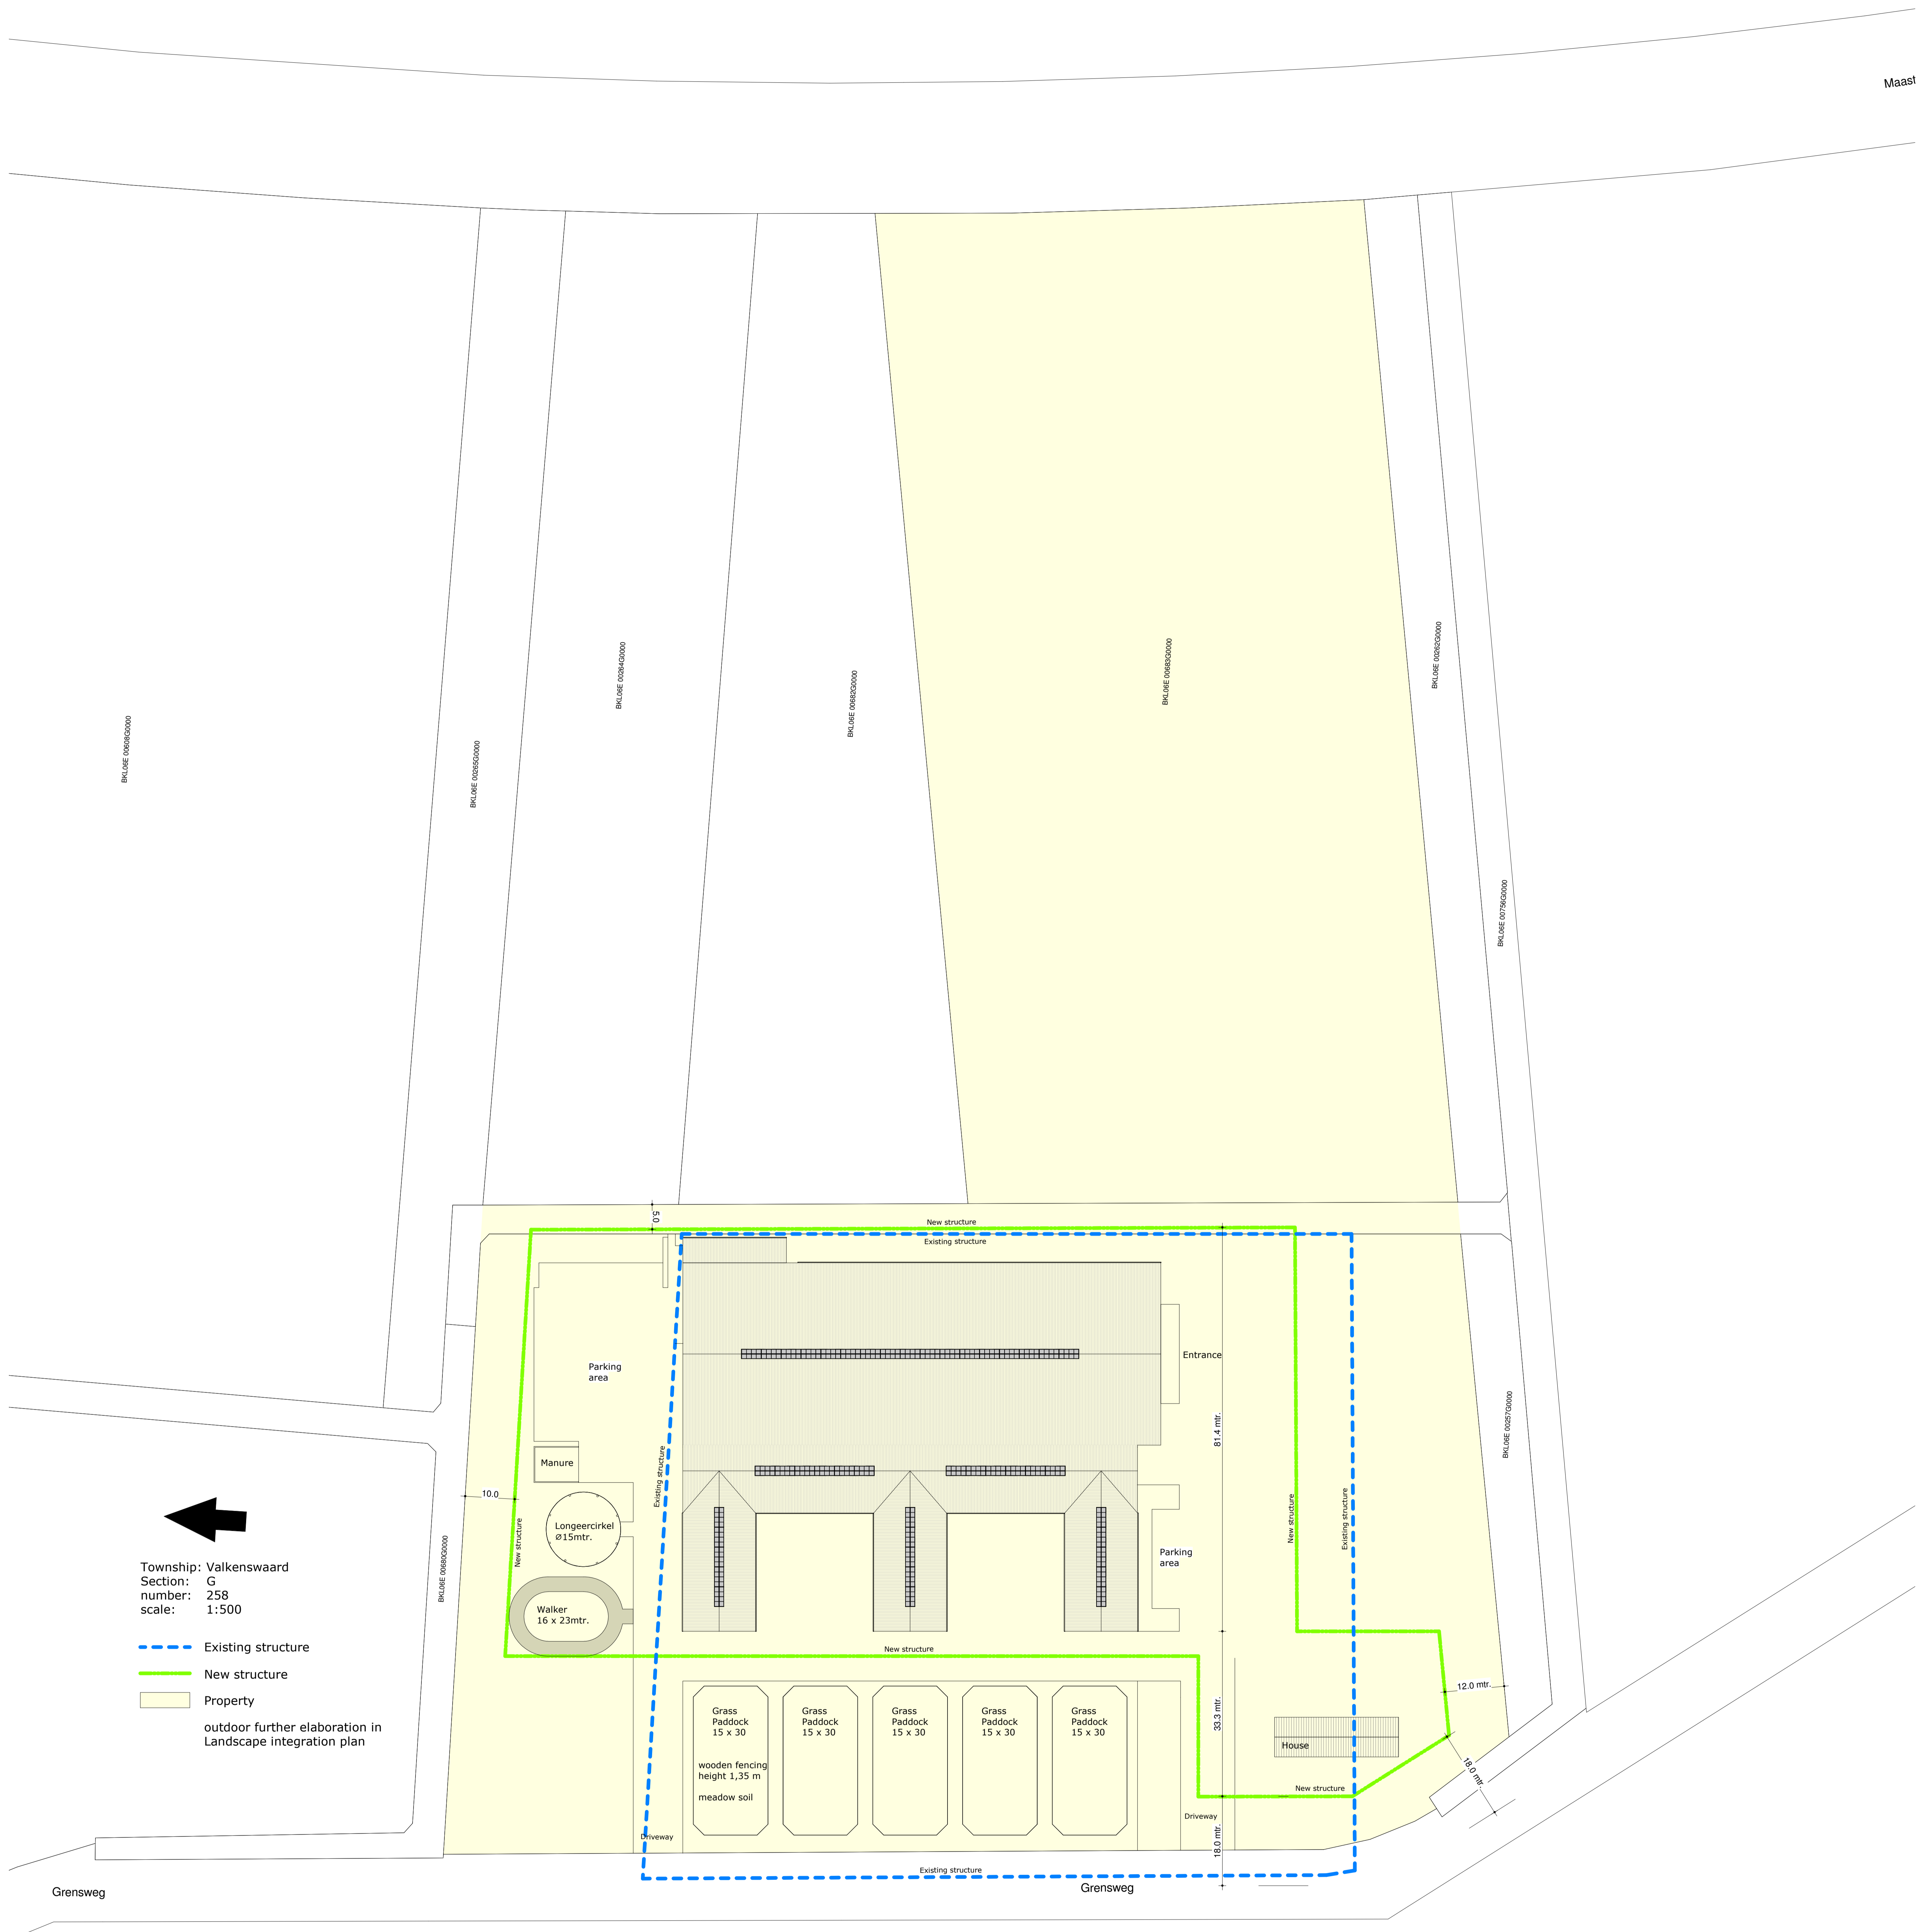 Maast
BKL06E 00608G0000
BKL06E 00265G0000
BKL06E 00264G0000
BKL06E 00682G0000
BKL06E 00683G0000
BKL06E 00262G0000
BKL06E 00756G0000
5.0
New structure
Existing structure
Parking
area
Entrance
81.4 mtr.
Manure
Existing structure
New structure
Existing structure
BKL06E 00257G0000
10.0
New structure
Longeercirkel
Ø15mtr.
Parking
area
BKL06E 00680G0000
Walker
16 x 23mtr.
New structure
Township: Valkenswaard
Section: G
number: 258
scale: 1:500
Existing structure
New structure
Property
outdoor further elaboration in
Landscape integration plan
Grass
Paddock
15 x 30
Grass
Paddock
15 x 30
Grass
Paddock
15 x 30
Grass
Paddock
15 x 30
Grass
Paddock
15 x 30
wooden fencing
height 1,35 m
meadow soil
33.3 mtr.
12.0 mtr.
House
18.0 mtr.
New structure
Driveway
Driveway
18.0 mtr.
Existing structure
Grensweg
Grensweg